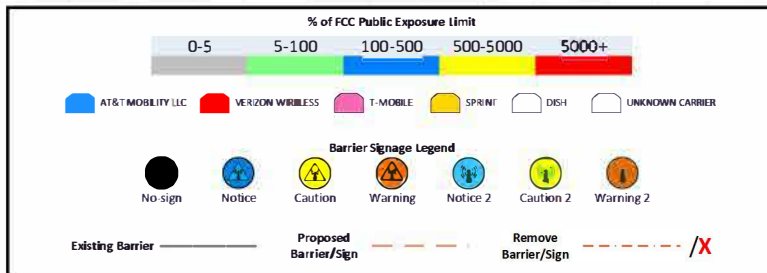 % of FCC Public Exposure Limit
0-5 5-100 100-500 500-5000 5000+
AT&T MOBILITY LLC VERIZON WIRELESS T-MOBILE SPRINT DISH UNKNOWN CARRIER
Barrier Signage Legend
No-sign Notice Caution Warning Notice 2 Caution 2 Warning 2
Existing Barrier Proposed Barrier/Sign Remove Barrier/Sign /X